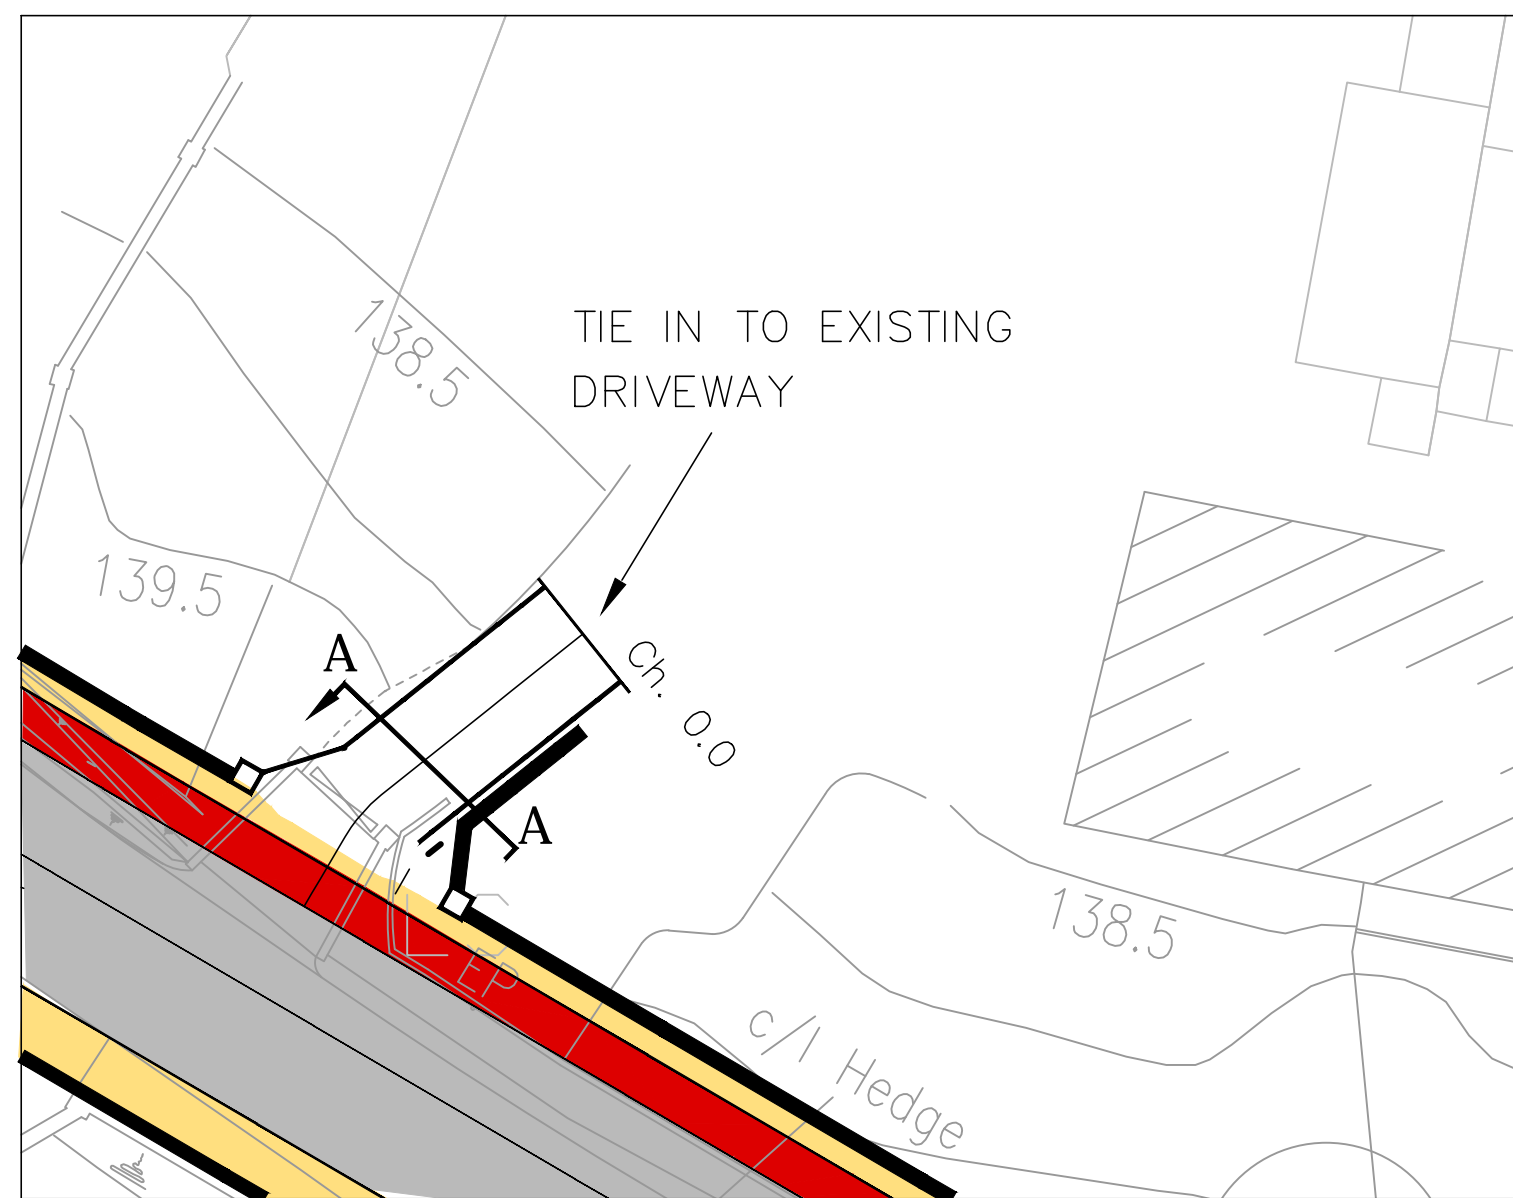 TIE IN TO EXISTING
DRIVEWAY
138.5
139.5
A
Ch. 0.0
A
138.5
EP
c/l Hedge